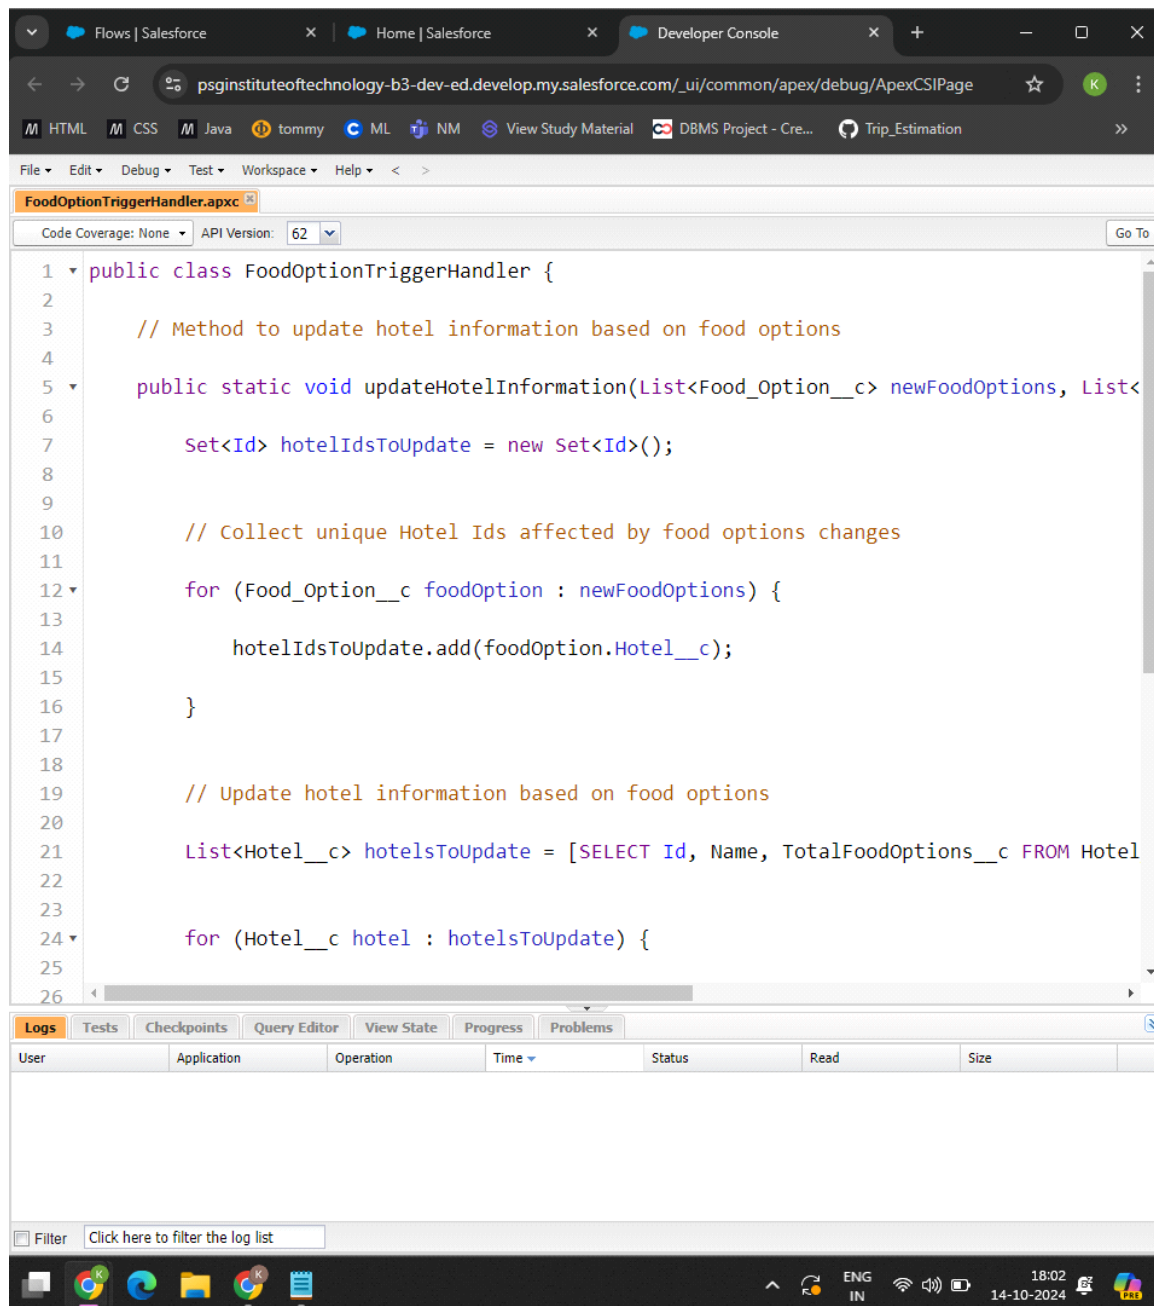 Flows | Salesforce
Home | Salesforce
Developer Console
psginstituteoftechnology-b3-dev-ed.develop.my.salesforce.com/_ui/common/apex/debug/ApexCSIPage
K
HTML CSS Java tommy ML NM View Study Material DBMS Project - Cre... Trip_Estimation
File Edit Debug Test Workspace Help < >
FoodOptionTriggerHandler.apxc
Code Coverage: None API Version: 62 Go To
1 public class FoodOptionTriggerHandler {
2
3 // Method to update hotel information based on food options
4
5 public static void updateHotelInformation(List<Food_Option__c> newFoodOptions, List<
6
7 Set<Id> hotelIdsToUpdate = new Set<Id>();
8
9
10 // Collect unique Hotel Ids affected by food options changes
11
12 for (Food_Option__c foodOption : newFoodOptions) {
13
14 hotelIdsToUpdate.add(foodOption.Hotel__c);
15
16 }
17
18
19 // Update hotel information based on food options
20
21 List<Hotel__c> hotelsToUpdate = [SELECT Id, Name, TotalFoodOptions__c FROM Hotel
22
23
24 for (Hotel__c hotel : hotelsToUpdate) {
25
26
Logs Tests Checkpoints Query Editor View State Progress Problems
User Application Operation Time Status Read Size
Filter Click here to filter the log list
K K
ENG
IN
18:02
14-10-2024
PRE